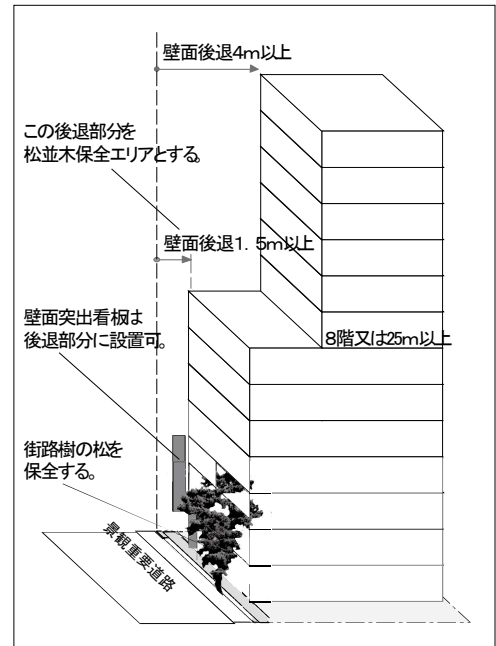 壁面後退4m以上
この後退部分を
松並木保全エリアとする。
壁面後退1. 5m以上
壁面突出看板は
後退部分に設置可。
8階又は25m以上
街路樹の松を
保全する。
景観重要道路